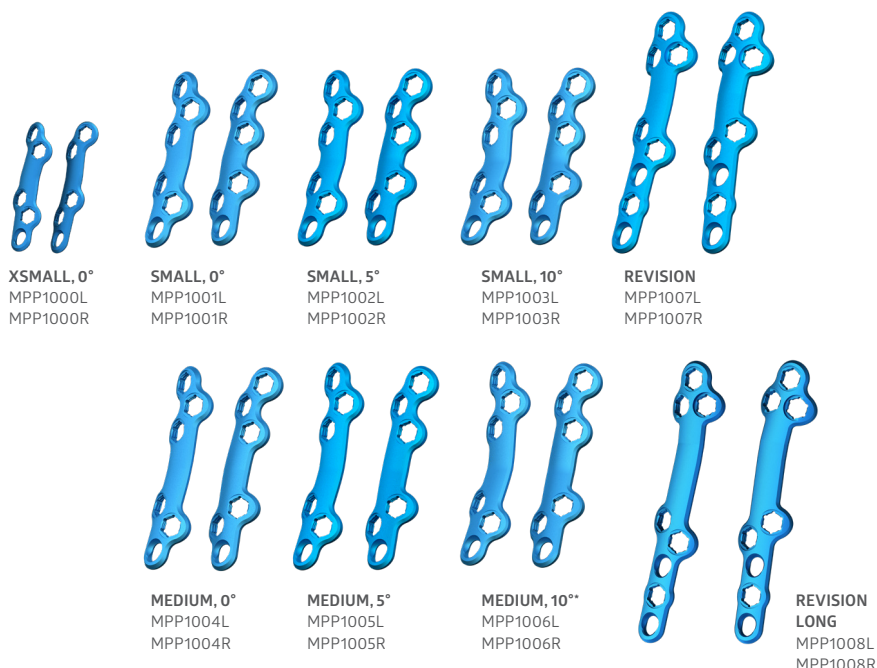 XSMALL, 0°
MPP1000L
MPP1000R
SMALL, 0°
MPP1001L
MPP1001R
SMALL, 5°
MPP1002L
MPP1002R
SMALL, 10°
MPP1003L
MPP1003R
REVISION
MPP1007L
MPP1007R
MEDIUM, 0°
MPP1004L
MPP1004R
MEDIUM, 5°
MPP1005L
MPP1005R
MEDIUM, 10°*
MPP1006L
MPP1006R
REVISION
LONG
MPP1008L
MPP1008R